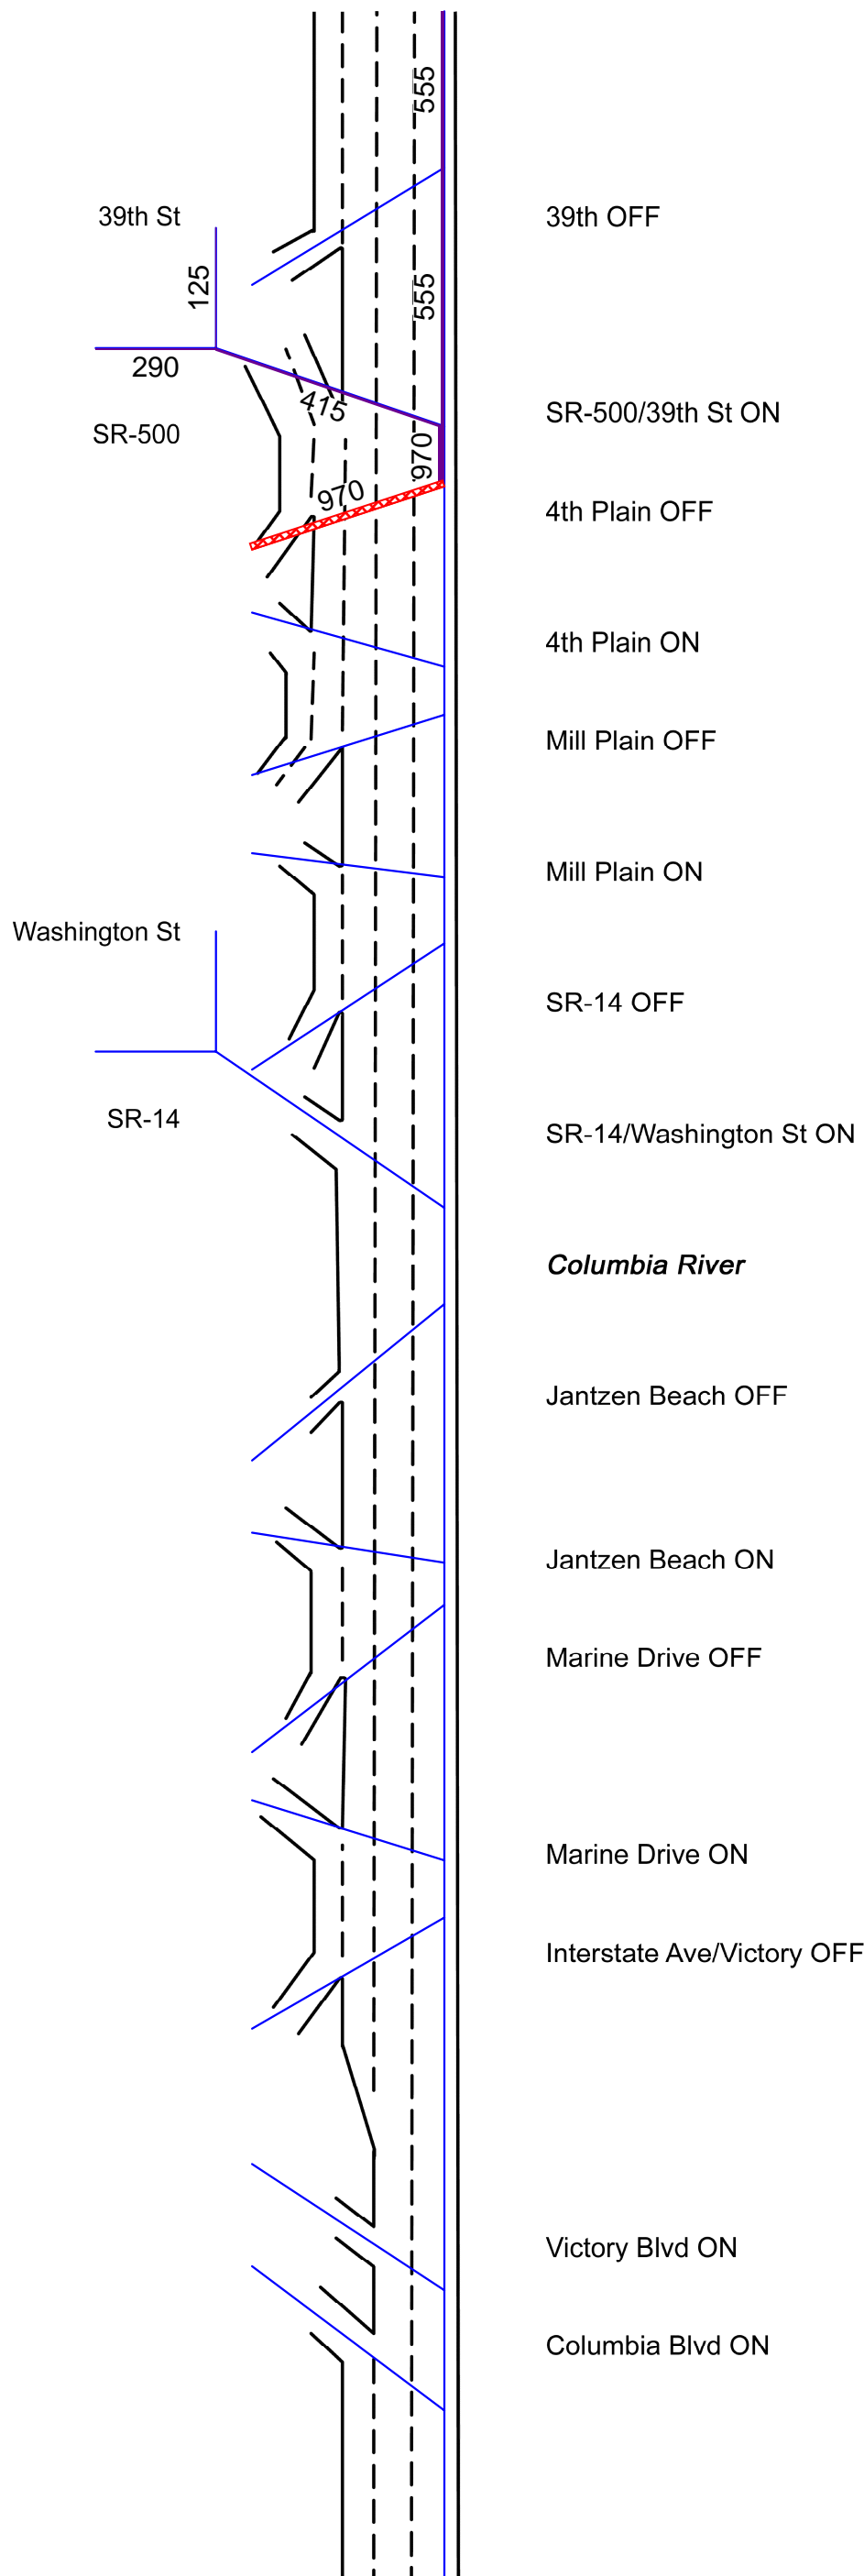 555
39th St
39th OFF
125
555
290
415
SR-500/39th St ON
SR-500
970
970
4th Plain OFF
4th Plain ON
Mill Plain OFF
Mill Plain ON
Washington St
SR-14 OFF
SR-14
SR-14/Washington St ON
Columbia River
Jantzen Beach OFF
Jantzen Beach ON
Marine Drive OFF
Marine Drive ON
Interstate Ave/Victory OFF
Victory Blvd ON
Columbia Blvd ON